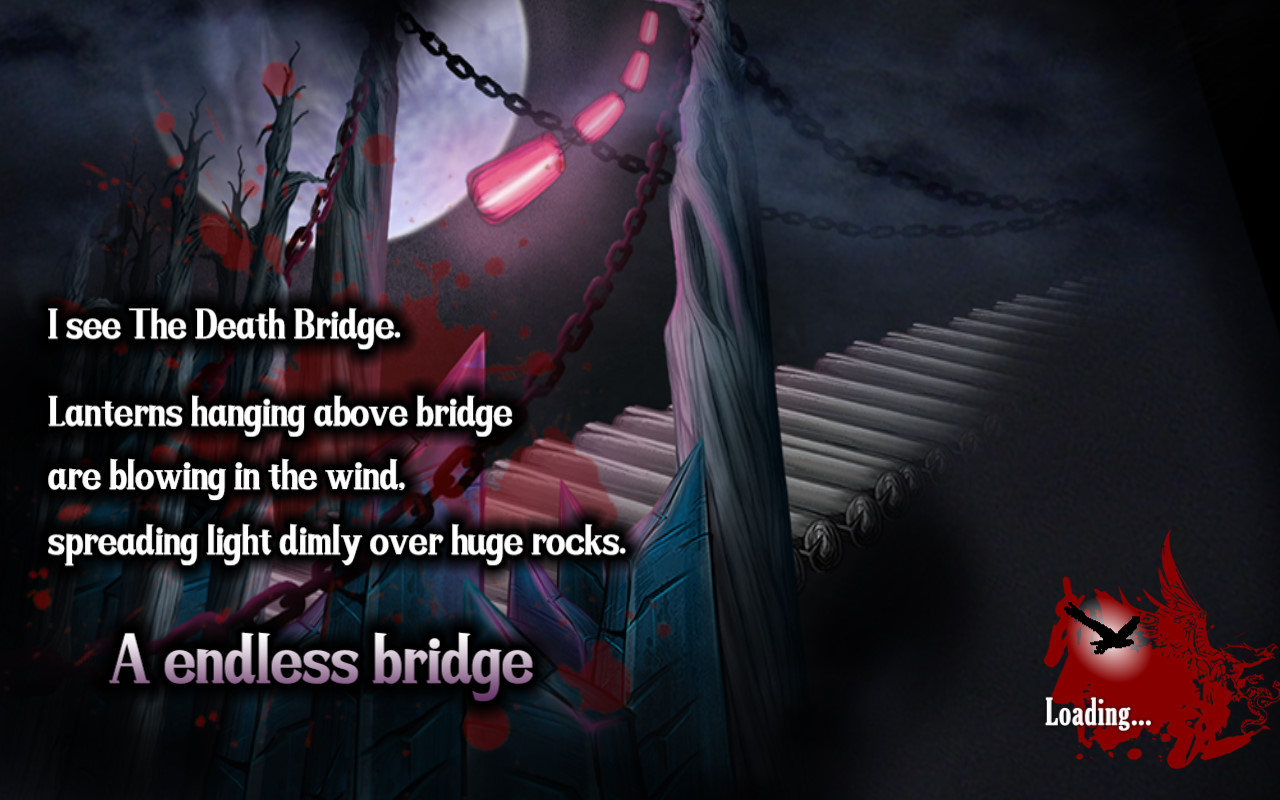 I see The Death Bridge.
Lanterns hanging above bridge
are blowing in the wind,
spreading light dimly over huge rocks.
A endless bridge
Loading...